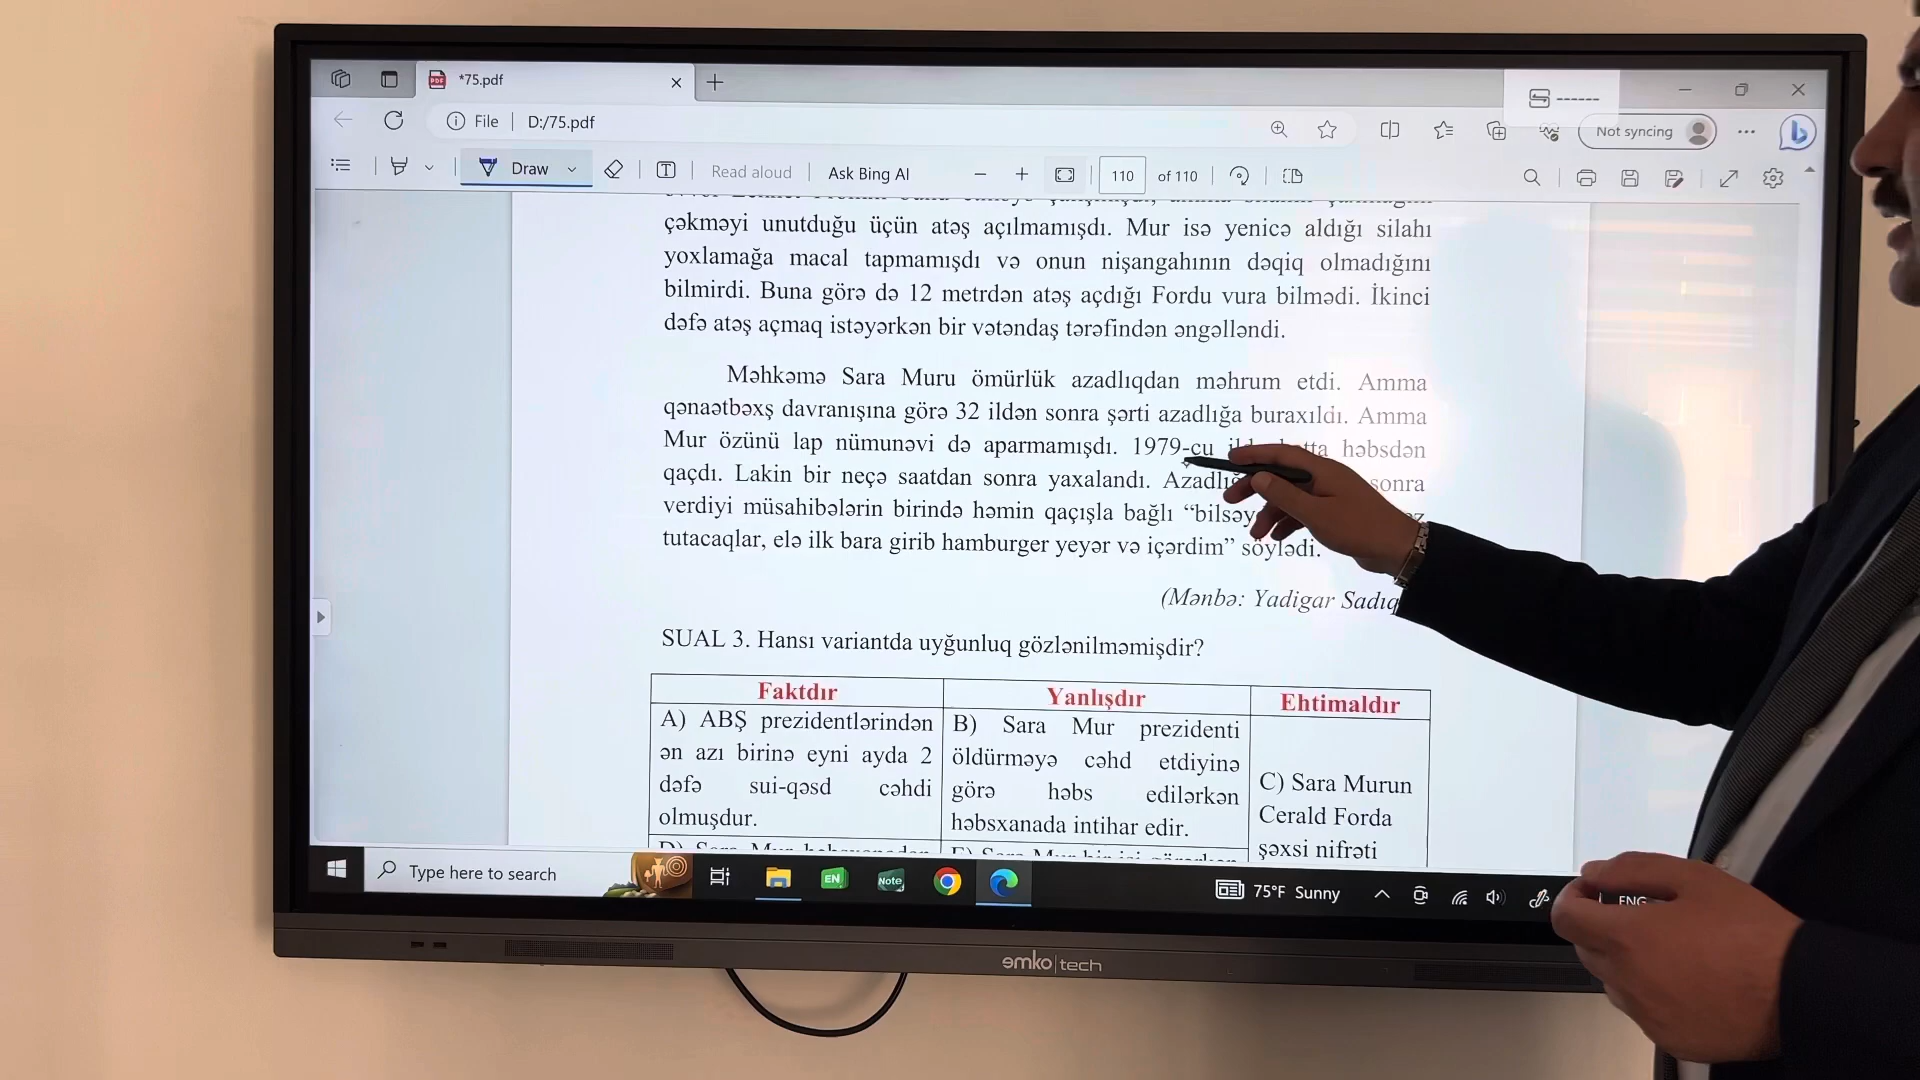 *75.pdf
------
File
D:/75.pdf
Not syncing
Draw
T
Read aloud
Ask Bing AI
110
of 110
çəkməyi unutduğu üçün atəş açılmamışdı. Mur isə yenicə aldığı silahı
yoxlamağa macal tapmamışdı və onun nişangahının dəqiq olmadığını
bilmirdi. Buna görə də 12 metrdən atəş açdığı Fordu vura bilmədi. İkinci
dəfə atəş açmaq istəyərkən bir vətəndaş tərəfindən əngəlləndi.
Məhkəmə Sara Muru ömürlük azadlıqdan məhrum etdi. Amma
qənaətbəxş davranışına görə 32 ildən sonra şərti azadlığa buraxıldı. Amma
Mur özünü lap nümunəvi də aparmamışdı. 1979-cu həbsdən
qaçdı. Lakin bir neçə saatdan sonra yaxalandı. sonra
verdiyi müsahibələrin birində həmin qaçışla bağlı
tutacaqlar, elə ilk bara girib hamburger yeyər və içərdim” söylədi.
(Mənbə: Yadigar
SUAL 3. Hansı variantda uyğunluq gözlənilməmişdir?
Faktdır Yanlışdır Ehtimaldır
A) ABŞ prezidentlərindən
ən azı birinə eyni ayda 2
dəfə sui-qəsd cəhdi
olmuşdur.
B) Sara Mur prezidenti
öldürməyə cəhd etdiyinə
görə həbs edilərkən
həbsxanada intihar edir.
C) Sara Murun
Cerald Forda
şəxsi nifrəti
Type here to search
EN
Note
75°F Sunny
ENG
emko|tech